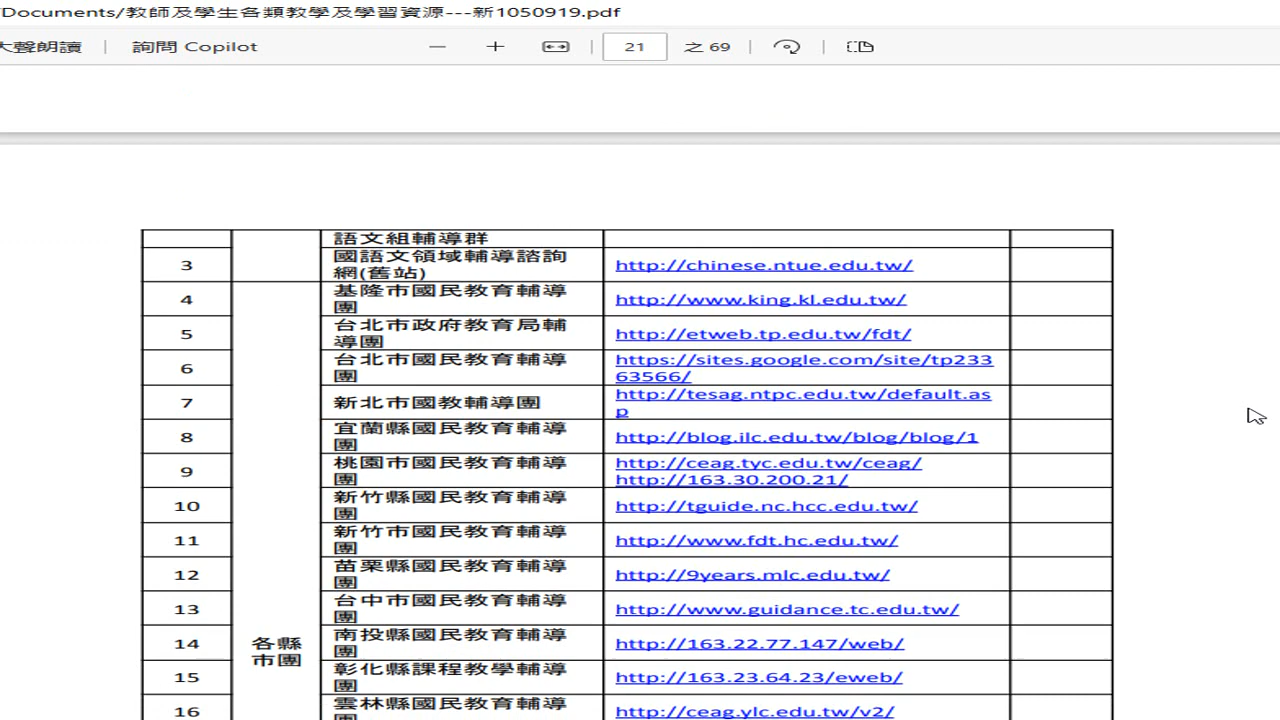 Documents/教師及學生各類教學及學習資源---新1050919.pdf
大聲朗讀 詢問 Copilot 21 之 69
語文組輔導群
3 國語文領域輔導諮詢 http://chinese.ntue.edu.tw/
網(舊站)
4 基隆市國民教育輔導 http://www.king.kl.edu.tw/
團
5 台北市政府教育局輔 http://etweb.tp.edu.tw/fdt/
導團
6 台北市國民教育輔導 https://sites.google.com/site/tp233
團 63566/
7 新北市國教輔導團 http://tesag.ntpc.edu.tw/default.as
p
8 宜蘭縣國民教育輔導 http://blog.ilc.edu.tw/blog/blog/1
團
9 桃園市國民教育輔導 http://ceag.tyc.edu.tw/ceag/
團 http://163.30.200.21/
10 新竹縣國民教育輔導 http://tguide.nc.hcc.edu.tw/
團
11 新竹市國民教育輔導 http://www.fdt.hc.edu.tw/
團
12 苗栗縣國民教育輔導 http://9years.mlc.edu.tw/
團
13 台中市國民教育輔導 http://www.guidance.tc.edu.tw/
團
14 各縣 南投縣國民教育輔導 http://163.22.77.147/web/
市團 團
15 彰化縣課程教學輔導 http://163.23.64.23/eweb/
團
16 雲林縣國民教育輔導 http://ceag.ylc.edu.tw/v2/